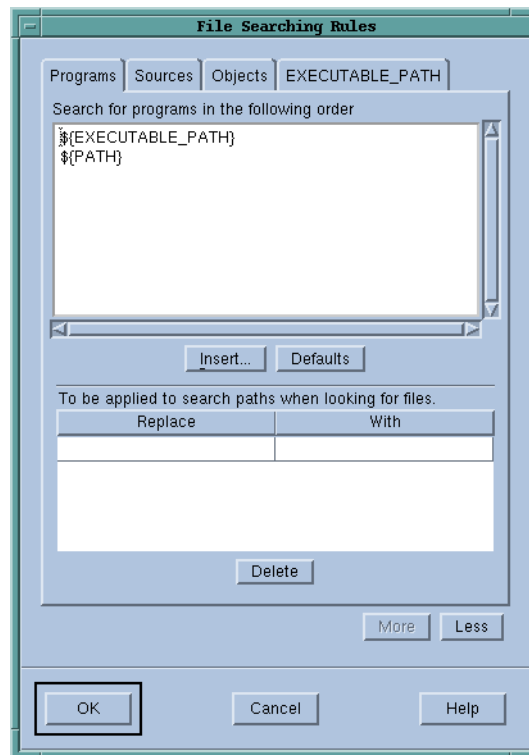 File Searching Rules
Programs Sources Objects EXECUTABLE_PATH
Search for programs in the following order
${EXECUTABLE_PATH}
${PATH}
Insert... Defaults
To be applied to search paths when looking for files.
Replace With
Delete
More Less
OK Cancel Help